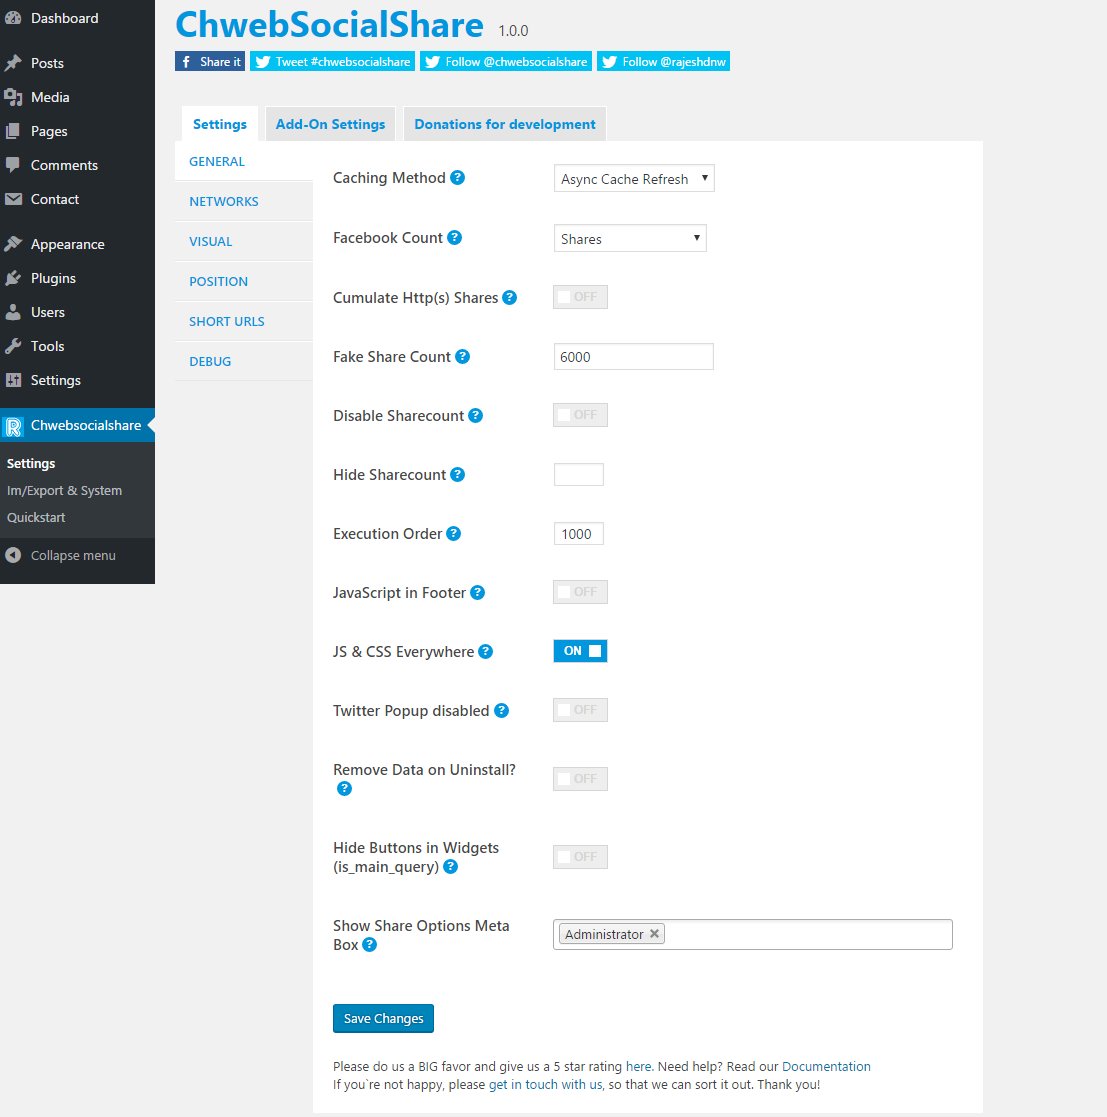 Dashboard
Posts
Media
Pages
Comments
Contact
Appearance
Plugins
Users
Tools
Settings
Chwebsocialshare
Settings
Im/Export & System
Quickstart
Collapse menu
ChwebSocialShare 1.0.0
Share it Tweet #chwebsocialshare Follow @chwebsocialshare Follow @rajeshdnw
Settings Add-On Settings Donations for development
GENERAL
NETWORKS
VISUAL
POSITION
SHORT URLS
DEBUG
Caching Method ? Async Cache Refresh
Facebook Count ? Shares
Cumulate Http(s) Shares ? OFF
Fake Share Count ? 6000
Disable Sharecount ? OFF
Hide Sharecount ?
Execution Order ? 1000
JavaScript in Footer ? OFF
JS & CSS Everywhere ? ON
Twitter Popup disabled ? OFF
Remove Data on Uninstall?
? OFF
Hide Buttons in Widgets
(is_main_query) ? OFF
Show Share Options Meta
Box ? Administrator
Save Changes
Please do us a BIG favor and give us a 5 star rating here. Need help? Read our Documentation
If you`re not happy, please get in touch with us, so that we can sort it out. Thank you!